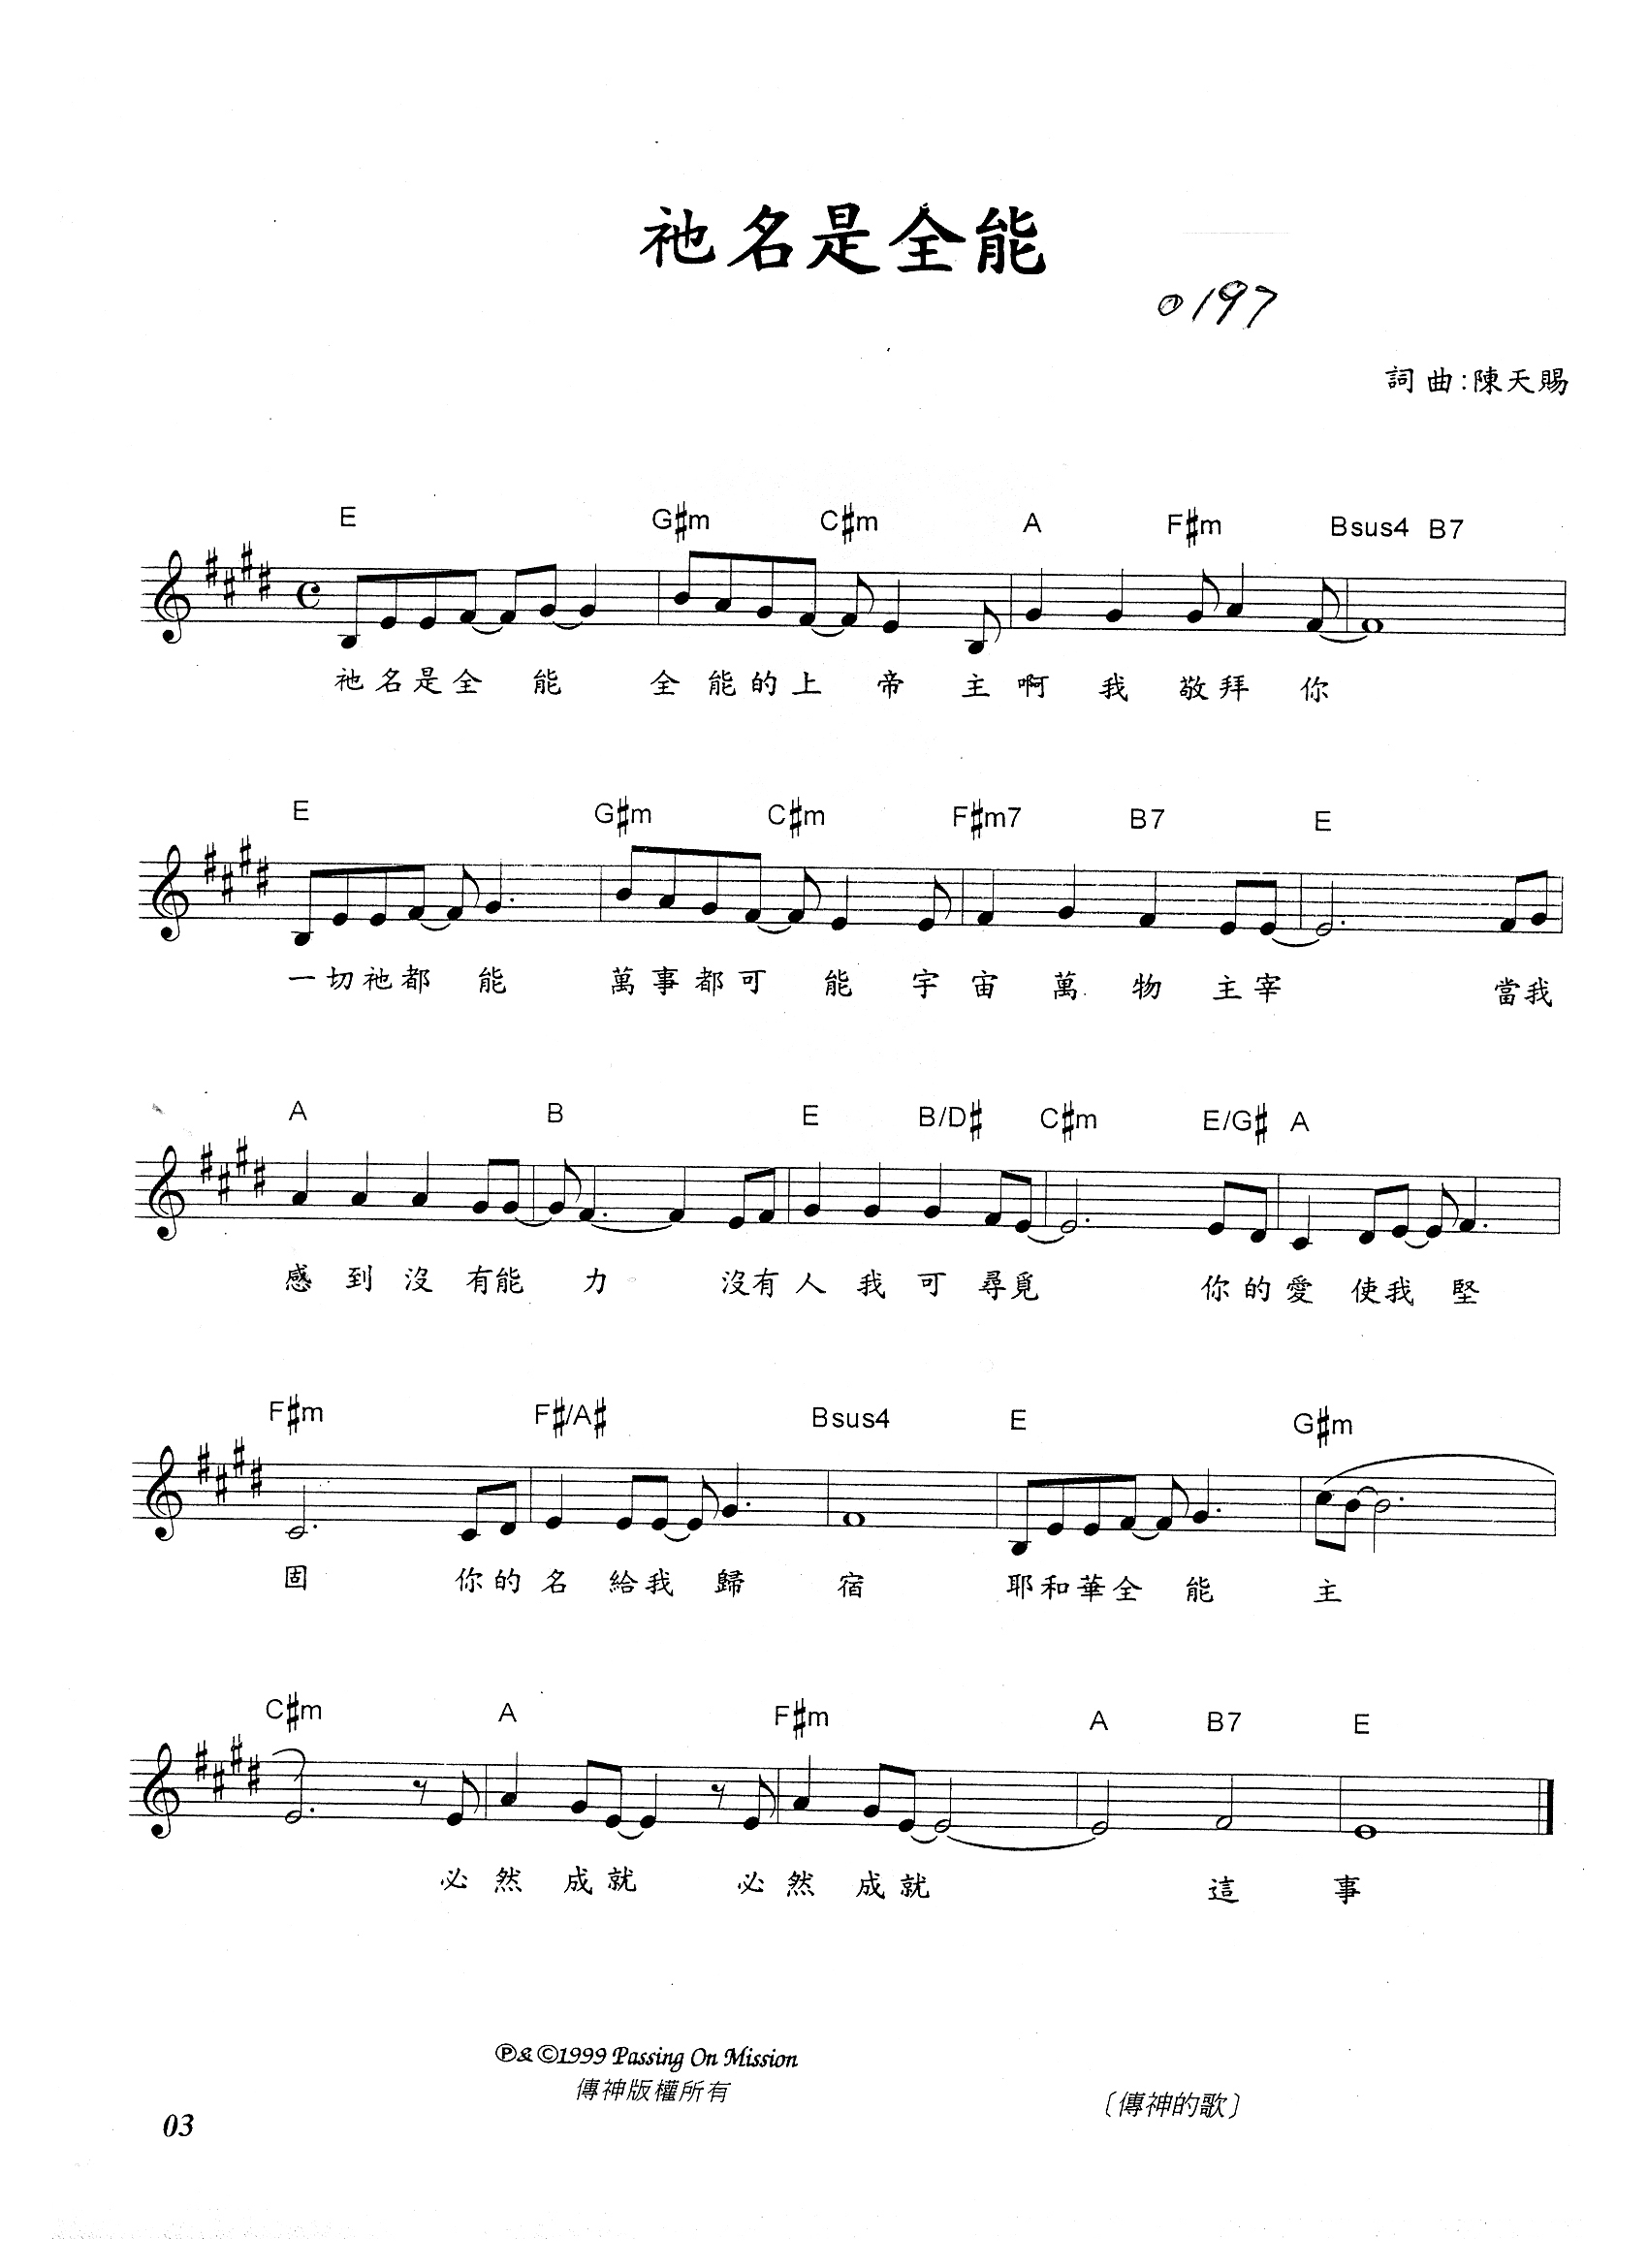 祂名是全能
0197
詞曲:陳天賜
E G♯m C♯m A F♯m Bsus4 B7
祂名是全能 全能的上帝 主啊我敬拜你
E G♯m C♯m F♯m7 B7 E
一切祂都能 萬事都可能 宇宙萬物主宰 當我
A B E B/D♯ C♯m E/G♯ A
感到沒有能力 沒有人我可尋覓 你的愛使我堅
F♯m F♯/A♯ Bsus4 E G♯m
固 你的名給我歸宿 耶和華全能主
C♯m A F♯m A B7 E
必然成就 必然成就 這事
Ⓟ& ©1999 Passing On Mission
傳神版權所有
〔傳神的歌〕
03